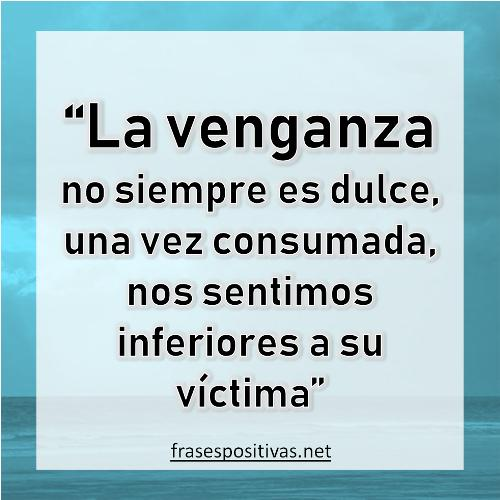 “La venganza
no siempre es dulce,
una vez consumada,
nos sentimos
inferiores a su
víctima”
frasespositivas.net